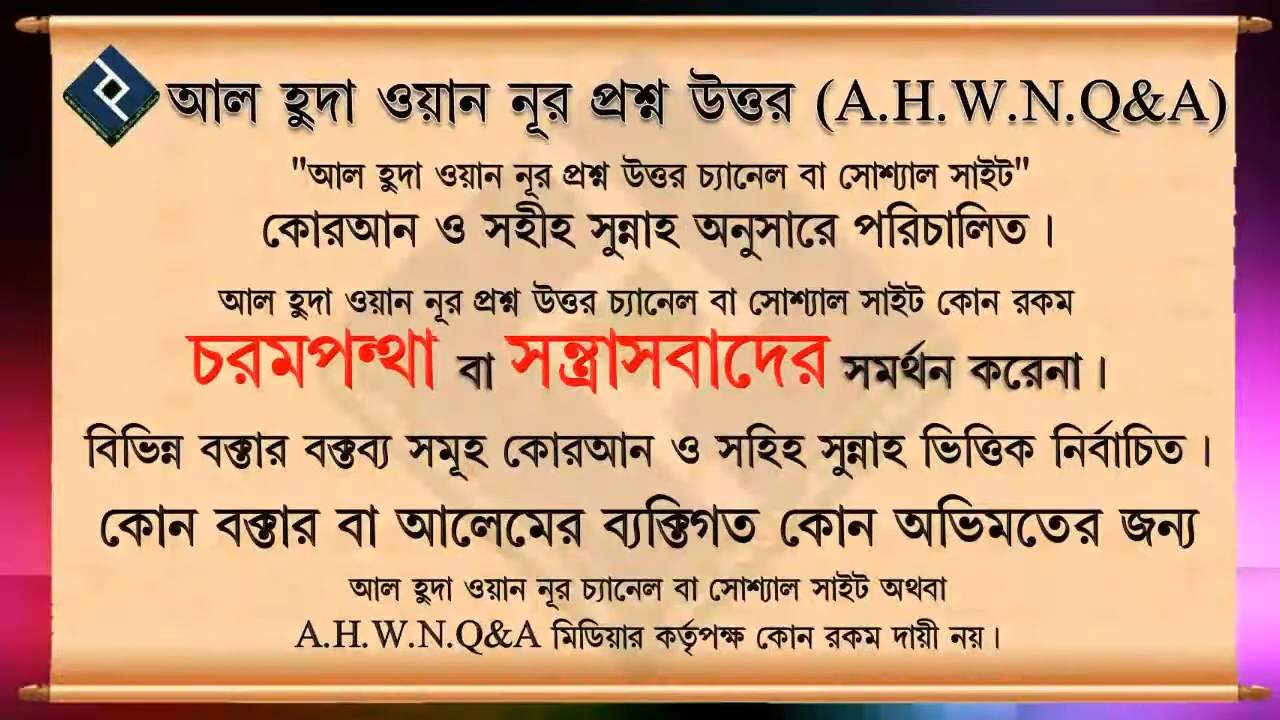 আল হুদা ওয়ান নূর প্রশ্ন উত্তর (A.H.W.N.Q&A)
"আল হুদা ওয়ান নূর প্রশ্ন উত্তর চ্যানেল বা সোশ্যাল সাইট"
কোরআন ও সহীহ সুন্নাহ অনুসারে পরিচালিত।
আল হুদা ওয়ান নূর প্রশ্ন উত্তর চ্যানেল বা সোশ্যাল সাইট কোন রকম
চরমপন্থা বা সন্ত্রাসবাদের সমর্থন করেনা।
বিভিন্ন বক্তার বক্তব্য সমূহ কোরআন ও সহিহ সুন্নাহ ভিত্তিক নির্বাচিত।
কোন বক্তার বা আলেমের ব্যক্তিগত কোন অভিমতের জন্য
আল হুদা ওয়ান নূর চ্যানেল বা সোশ্যাল সাইট অথবা
A.H.W.N.Q&A মিডিয়ার কর্তৃপক্ষ কোন রকম দায়ী নয়।